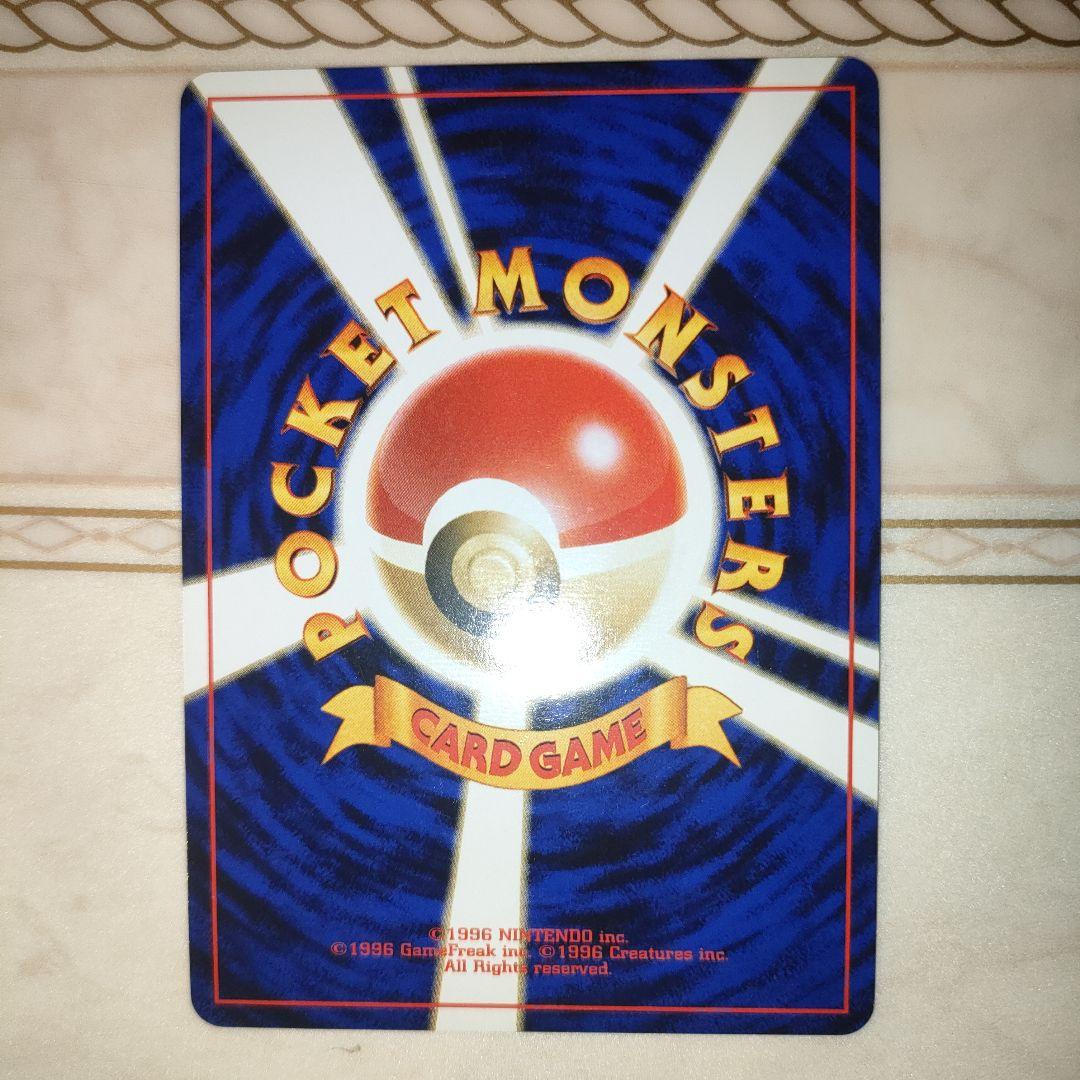 POCKET MONSTERS
CARD GAME
©1996 NINTENDO inc.
©1996 GameFreak inc. ©1996 Creatures inc.
All Rights reserved.